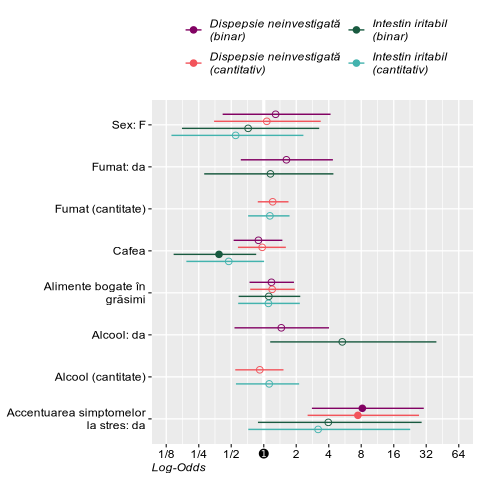 Dispepsie neinvestigată
(binar)
Intestin iritabil
(binar)
Dispepsie neinvestigată
(cantitativ)
Intestin iritabil
(cantitativ)
Sex: F
Fumat: da
Fumat (cantitate)
Cafea
Alimente bogate în
grăsimi
Alcool: da
Alcool (cantitate)
Accentuarea simptomelor
la stres: da
1/8 1/4 1/2 1 2 4 8 16 32 64
Log-Odds